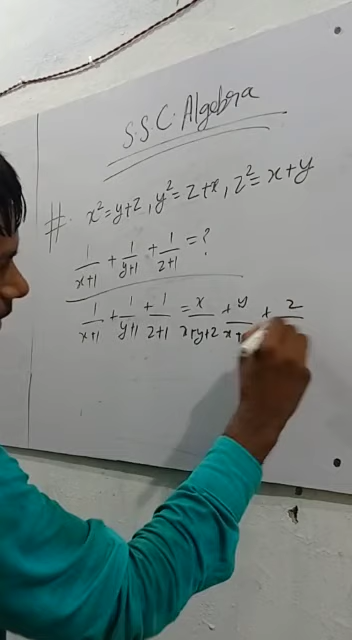 S.S.C. Algebra
#. x²=y+z, y²=z+x, z²=x+y
1/(x+1) + 1/(y+1) + 1/(z+1) = ?
1/(x+1) + 1/(y+1) + 1/(z+1) = x/(x+y+z) + y/(x+ + z/